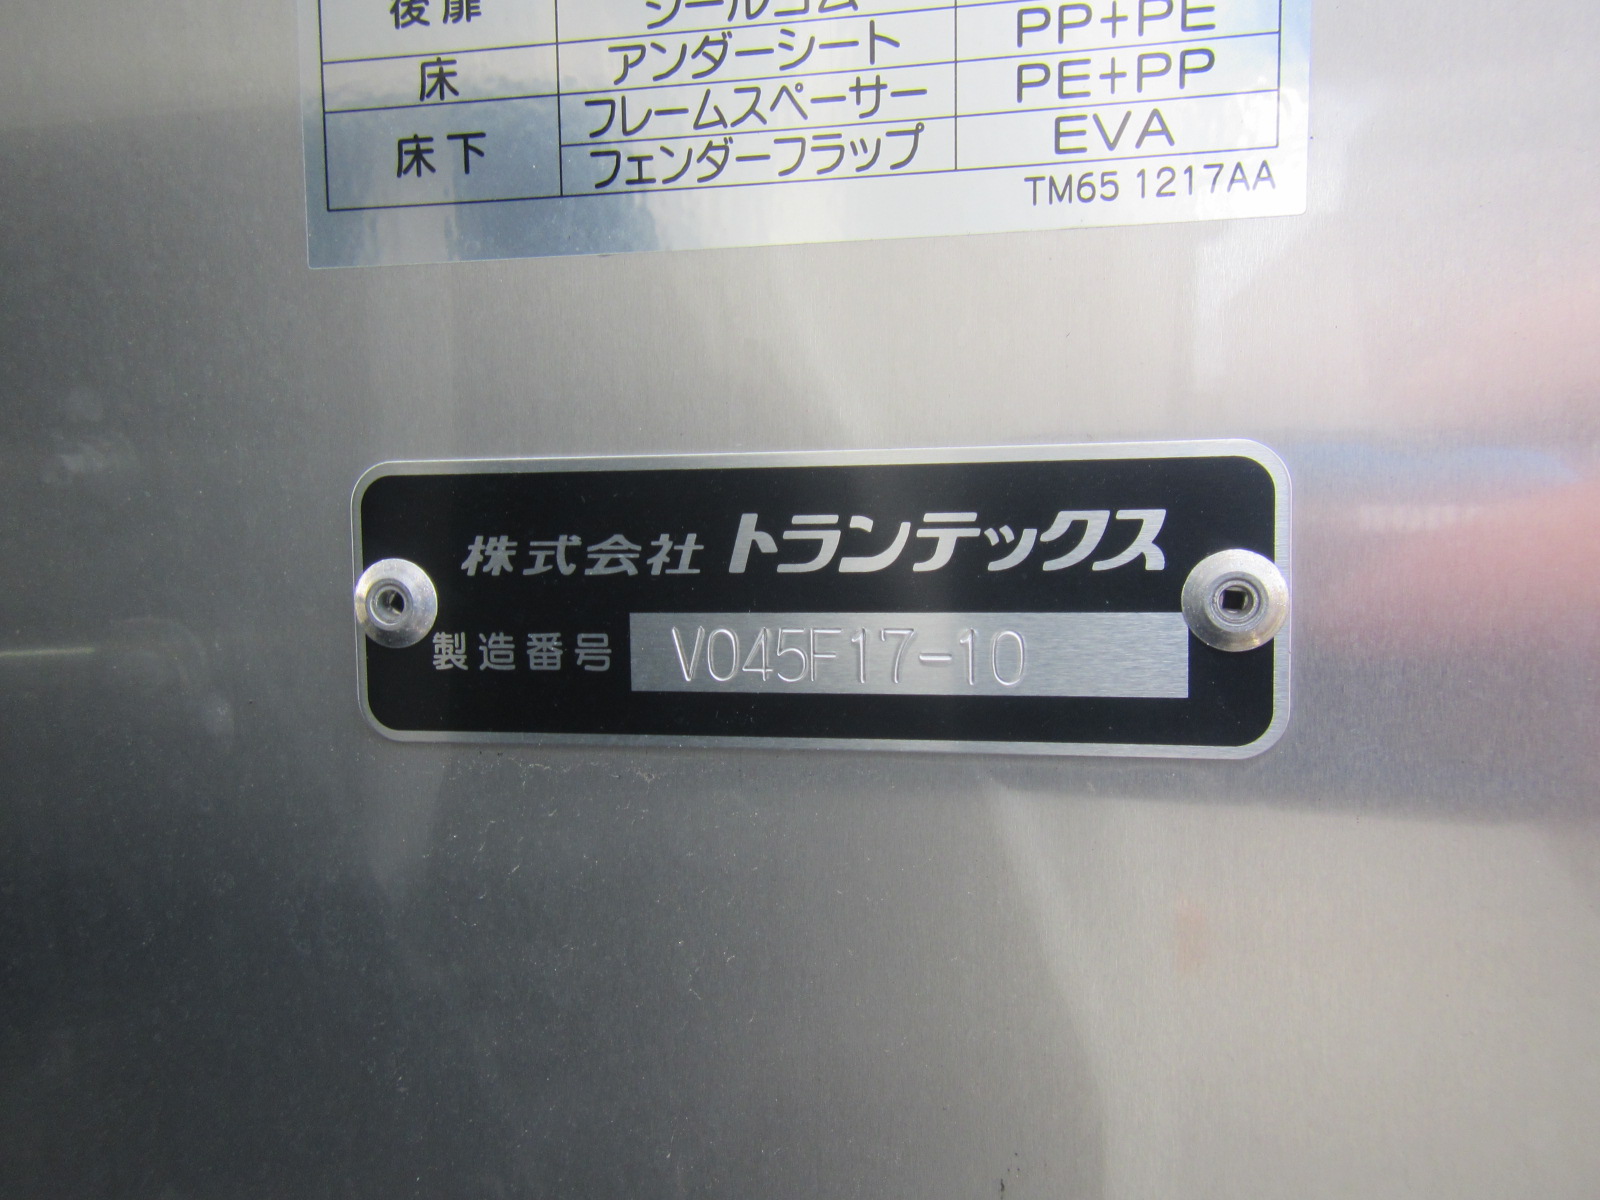 後扉 シールゴム PP+PE
床 アンダーシート PE+PP
床下 フレームスペーサー EVA
フェンダーフラップ
TM65 1217AA
株式会社 トランテックス
製造番号 V045F17-10